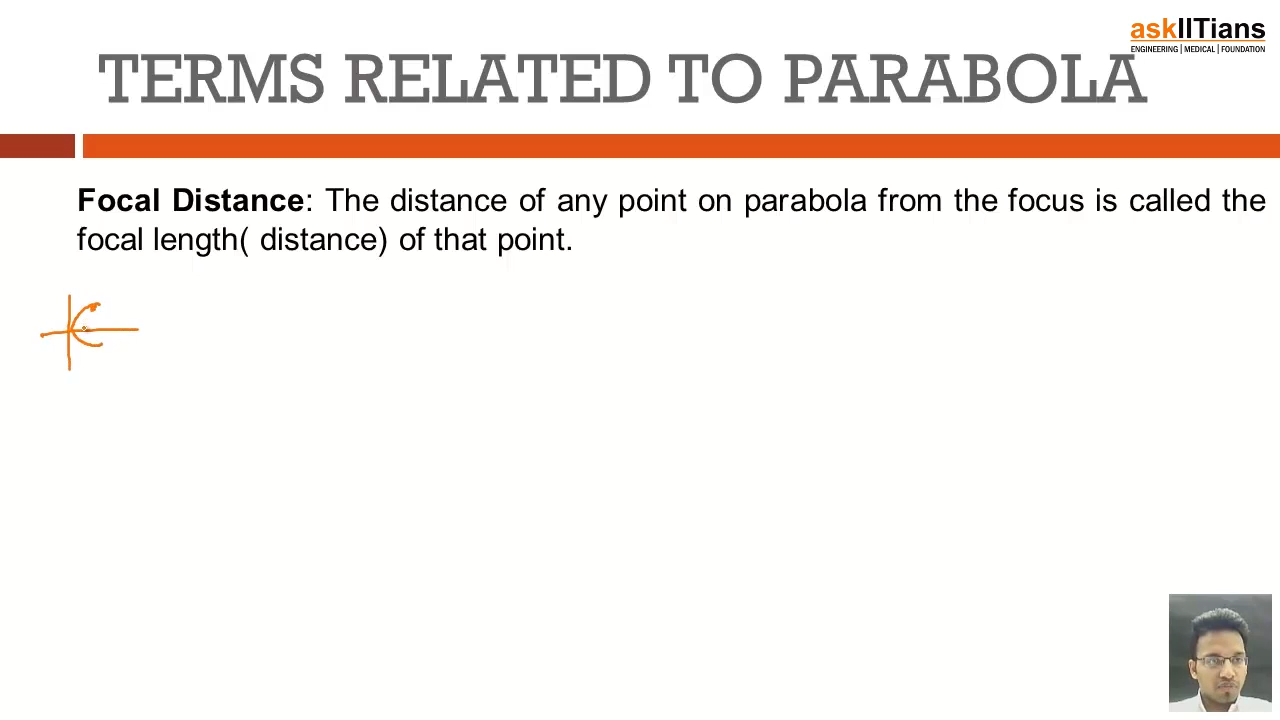 askIITians
ENGINEERING | MEDICAL | FOUNDATION
TERMS RELATED TO PARABOLA
Focal Distance: The distance of any point on parabola from the focus is called the
focal length( distance) of that point.